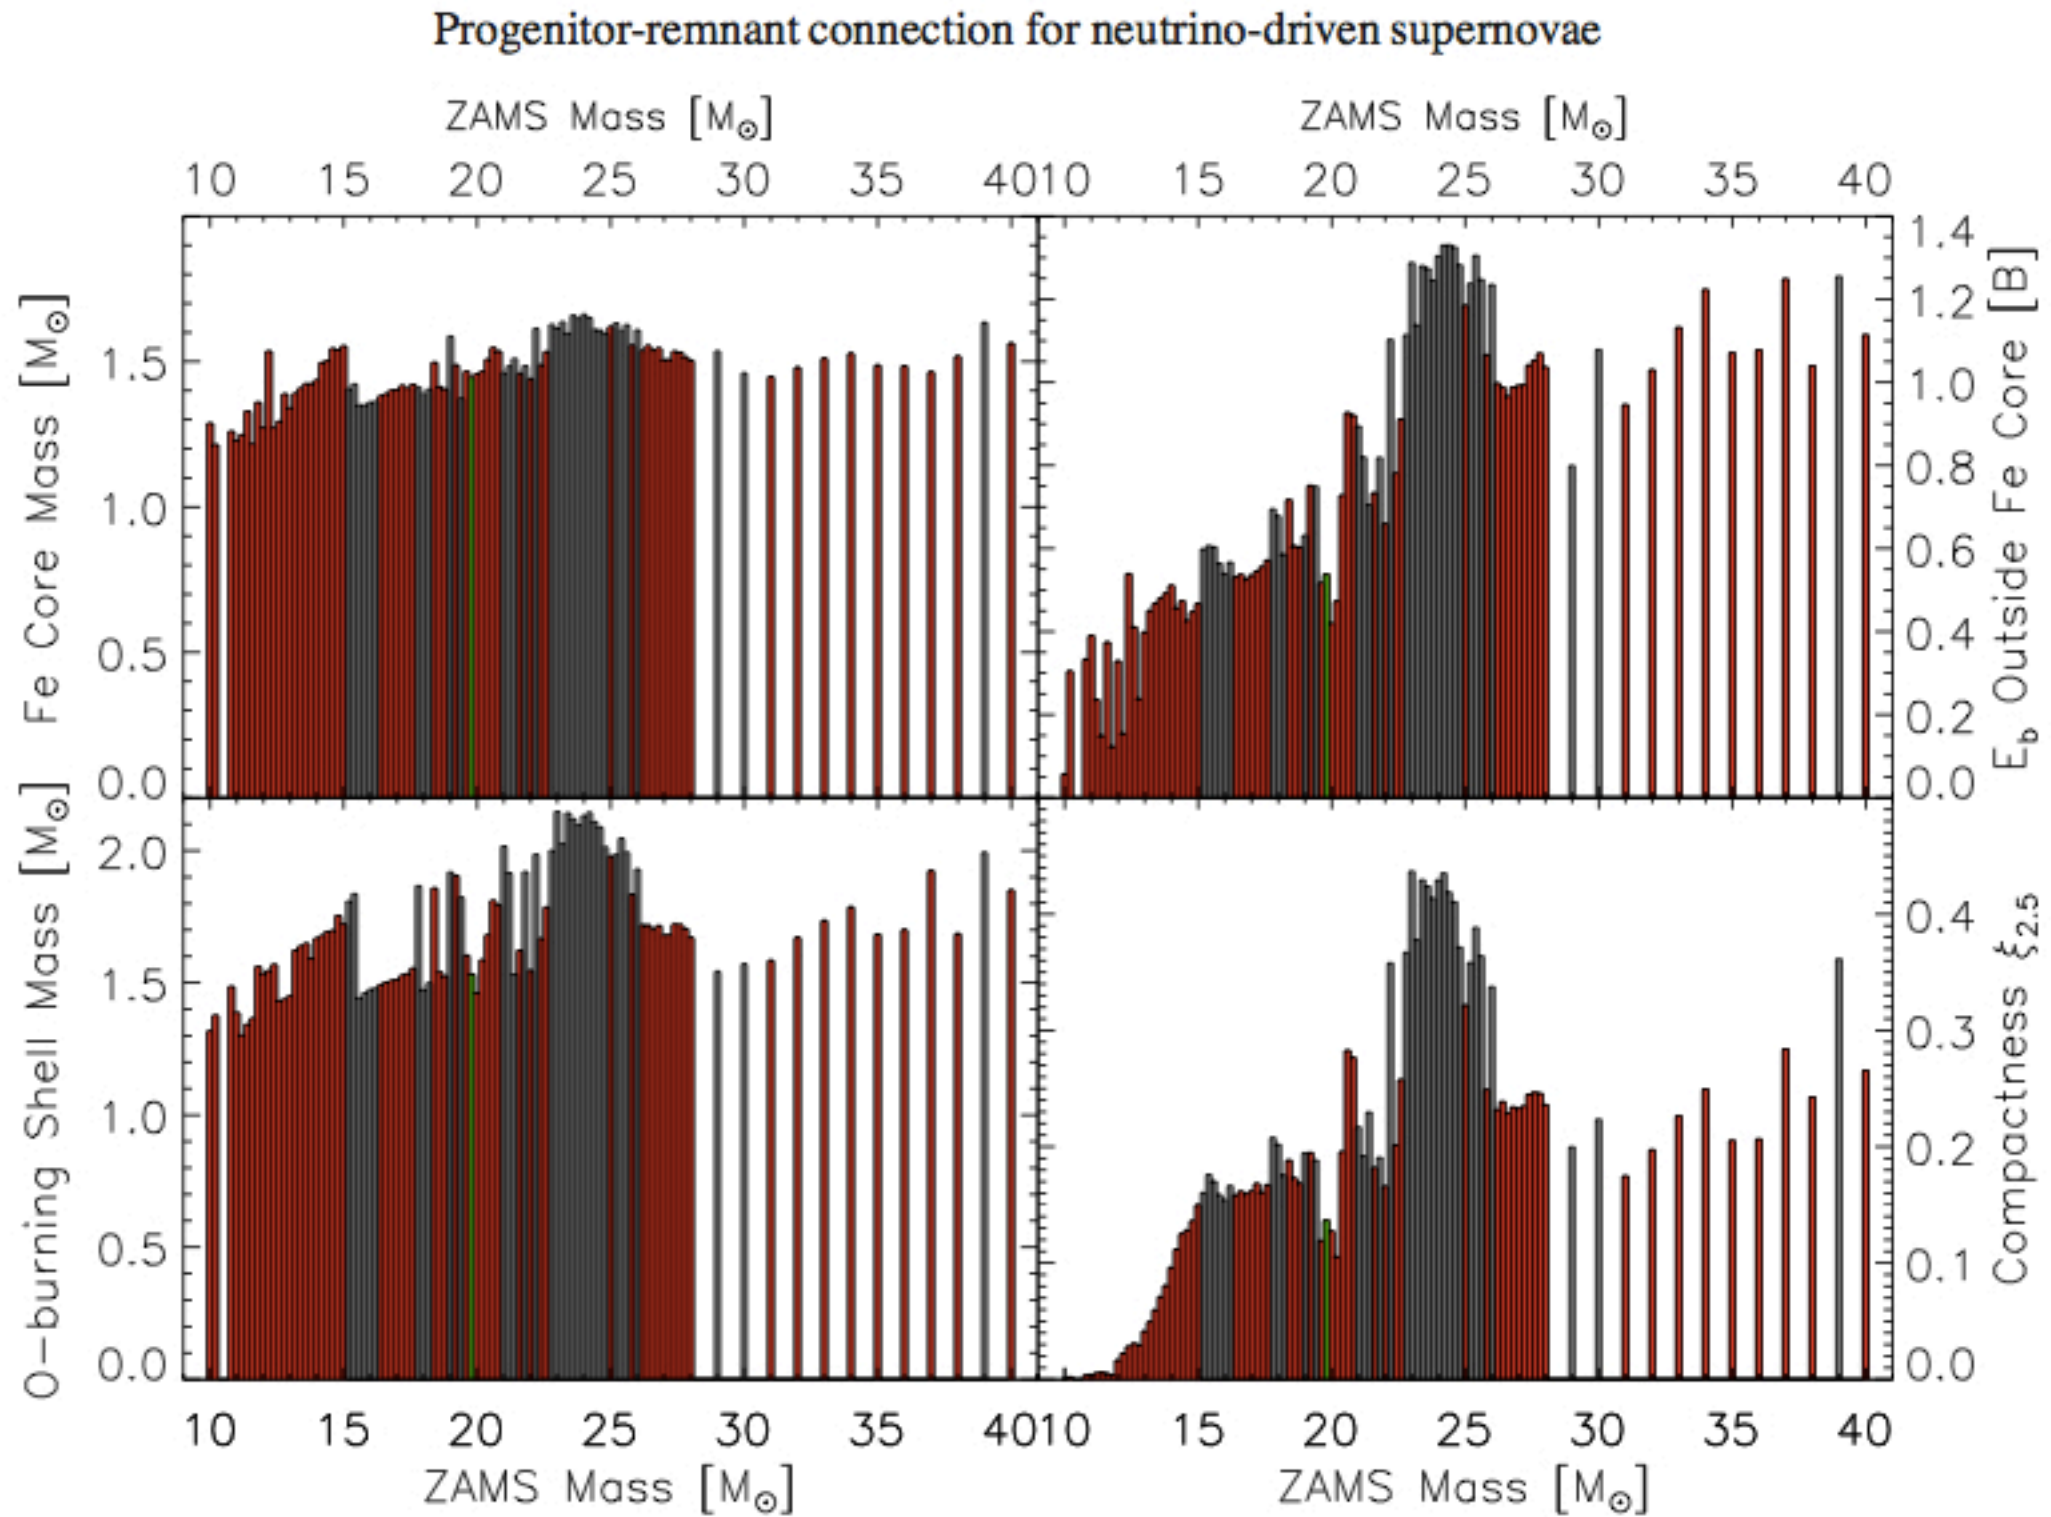 Progenitor-remnant connection for neutrino-driven supernovae
ZAMS Mass [M⊙]
ZAMS Mass [M⊙]
10 15 20 25 30 35 40
10 15 20 25 30 35 40
Fe Core Mass [M⊙]
1.5
1.0
0.5
0.0
1.4
1.2
1.0
0.8
0.6
0.4
0.2
0.0
E_b Outside Fe Core [B]
O-burning Shell Mass [M⊙]
2.0
1.5
1.0
0.5
0.0
0.4
0.3
0.2
0.1
0.0
Compactness ξ_2.5
10 15 20 25 30 35 40
10 15 20 25 30 35 40
ZAMS Mass [M⊙]
ZAMS Mass [M⊙]